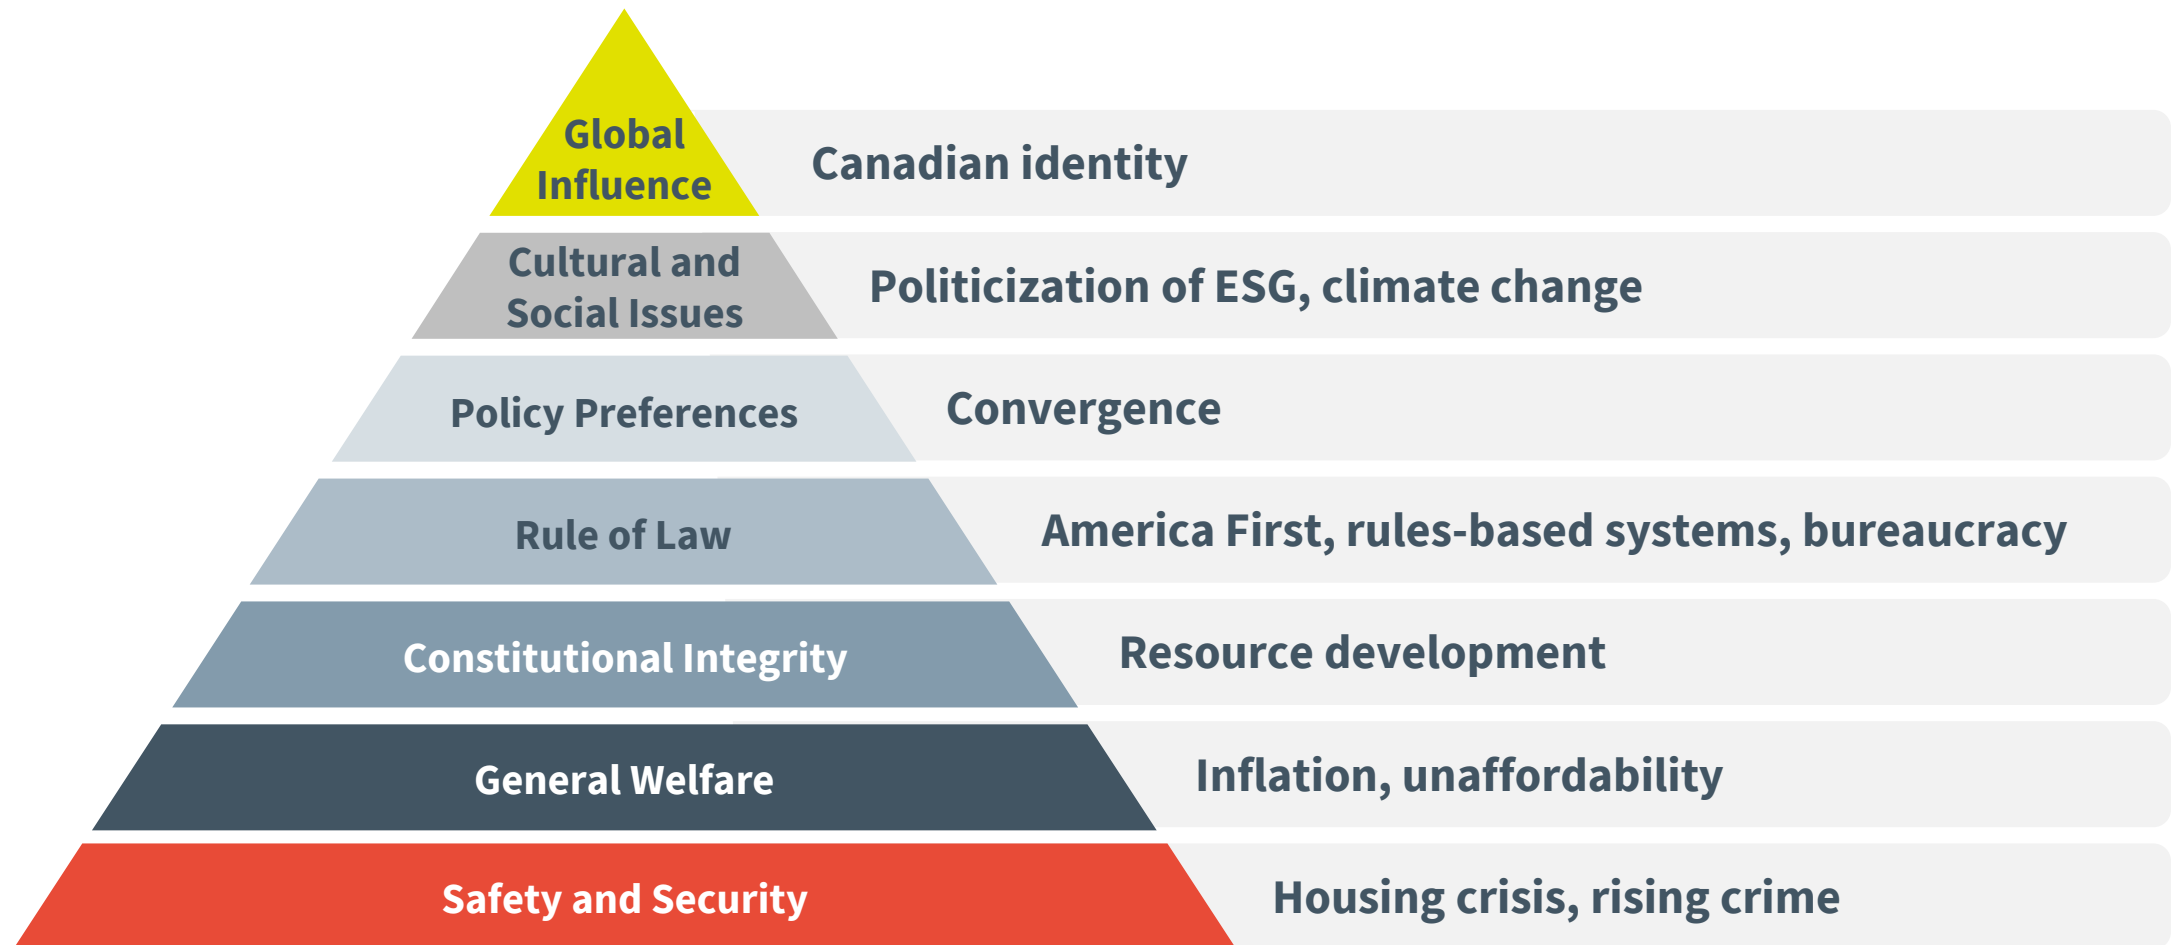 Global
Influence
Canadian identity
Cultural and
Social Issues
Politicization of ESG, climate change
Policy Preferences
Convergence
Rule of Law
America First, rules-based systems, bureaucracy
Constitutional Integrity
Resource development
General Welfare
Inflation, unaffordability
Safety and Security
Housing crisis, rising crime